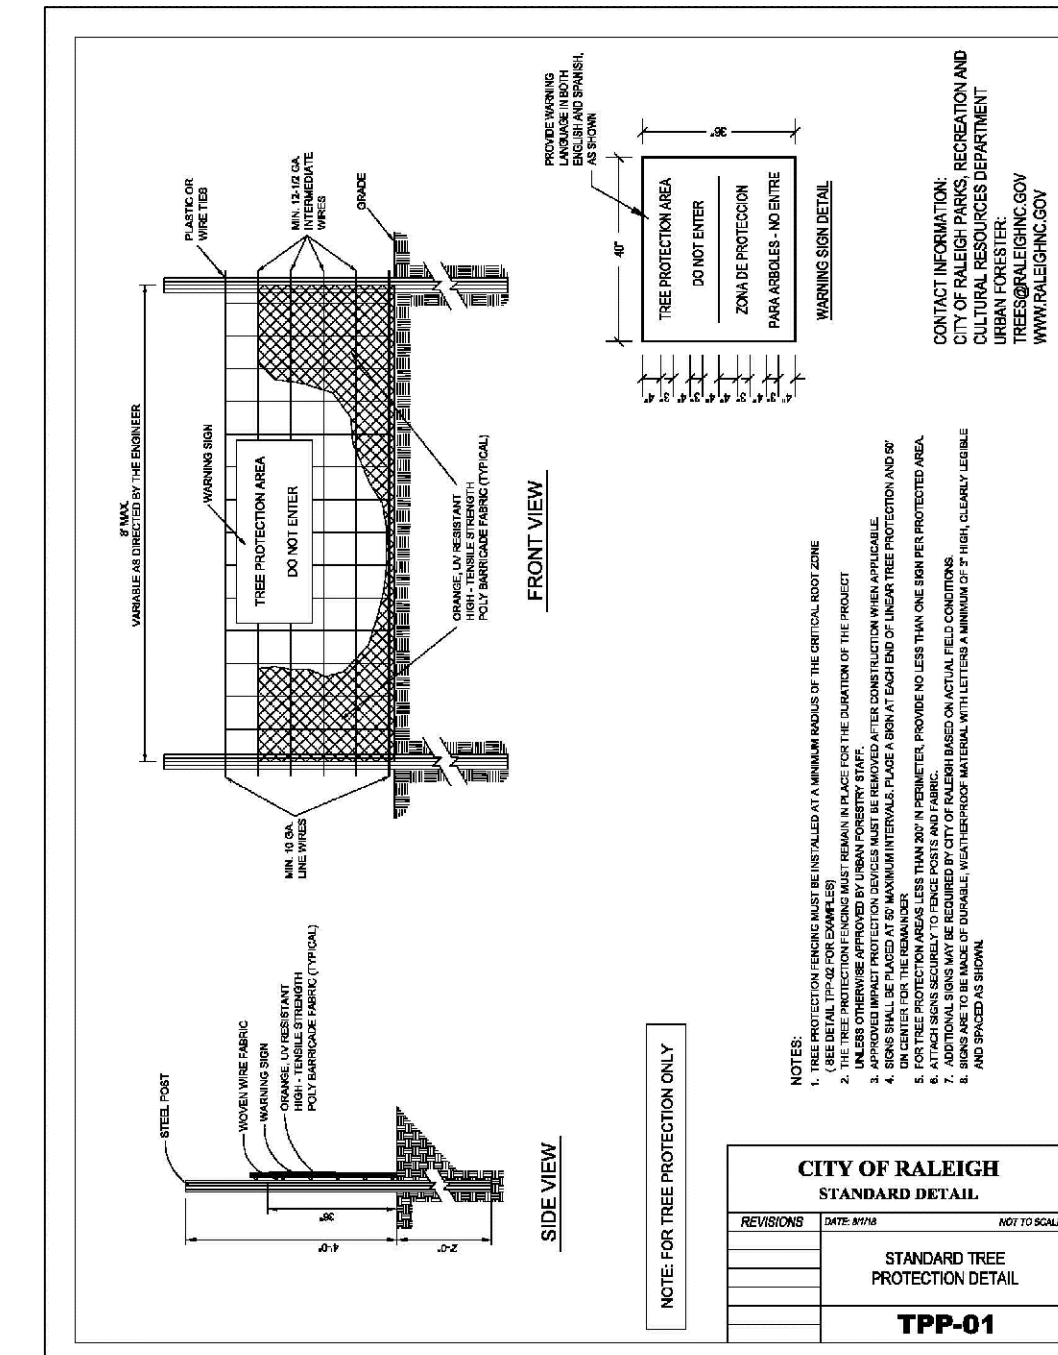 STEEL POST
WOVEN WIRE FABRIC
WARNING SIGN
ORANGE, UV RESISTANT
HIGH - TENSILE STRENGTH
POLY BARRICADE FABRIC (TYPICAL)
36"
4'-0"
2'-0"
SIDE VIEW
8' MAX.
VARIABLE AS DIRECTED BY THE ENGINEER
PLASTIC OR
WIRE TIES
WARNING SIGN
MIN. 12-1/2 GA.
INTERMEDIATE
WIRES
GRADE
TREE PROTECTION AREA
DO NOT ENTER
MIN. 10 GA.
LINE WIRES
ORANGE, UV RESISTANT
HIGH - TENSILE STRENGTH
POLY BARRICADE FABRIC (TYPICAL)
FRONT VIEW
PROVIDE WARNING
LANGUAGE IN BOTH
ENGLISH AND SPANISH,
AS SHOWN
40"
36"
TREE PROTECTION AREA
DO NOT ENTER
ZONA DE PROTECCION
PARA ARBOLES - NO ENTRE
4"
3"
4"
3"
4"
4"
3"
4"
3"
4"
WARNING SIGN DETAIL
NOTE: FOR TREE PROTECTION ONLY
NOTES:
1. TREE PROTECTION FENCING MUST BE INSTALLED AT A MINIMUM RADIUS OF THE CRITICAL ROOT ZONE
( SEE DETAIL TPP-02 FOR EXAMPLES)
2. THE TREE PROTECTION FENCING MUST REMAIN IN PLACE FOR THE DURATION OF THE PROJECT
UNLESS OTHERWISE APPROVED BY URBAN FORESTRY STAFF.
3. APPROVED IMPACT PROTECTION DEVICES MUST BE REMOVED AFTER CONSTRUCTION WHEN APPLICABLE.
4. SIGNS SHALL BE PLACED AT 50' MAXIMUM INTERVALS. PLACE A SIGN AT EACH END OF LINEAR TREE PROTECTION AND 50'
ON CENTER FOR THE REMAINDER
5. FOR TREE PROTECTION AREAS LESS THAN 200' IN PERIMETER, PROVIDE NO LESS THAN ONE SIGN PER PROTECTED AREA.
6. ATTACH SIGNS SECURELY TO FENCE POSTS AND FABRIC.
7. ADDITIONAL SIGNS MAY BE REQUIRED BY CITY OF RALEIGH BASED ON ACTUAL FIELD CONDITIONS.
8. SIGNS ARE TO BE MADE OF DURABLE, WEATHERPROOF MATERIAL WITH LETTERS A MINIMUM OF 3" HIGH, CLEARLY LEGIBLE
AND SPACED AS SHOWN.
CONTACT INFORMATION:
CITY OF RALEIGH PARKS, RECREATION AND
CULTURAL RESOURCES DEPARTMENT
URBAN FORESTER:
TREES@RALEIGHNC.GOV
WWW.RALEIGHNC.GOV
CITY OF RALEIGH
STANDARD DETAIL
REVISIONS
DATE: 8/1/18
NOT TO SCALE
STANDARD TREE
PROTECTION DETAIL
TPP-01